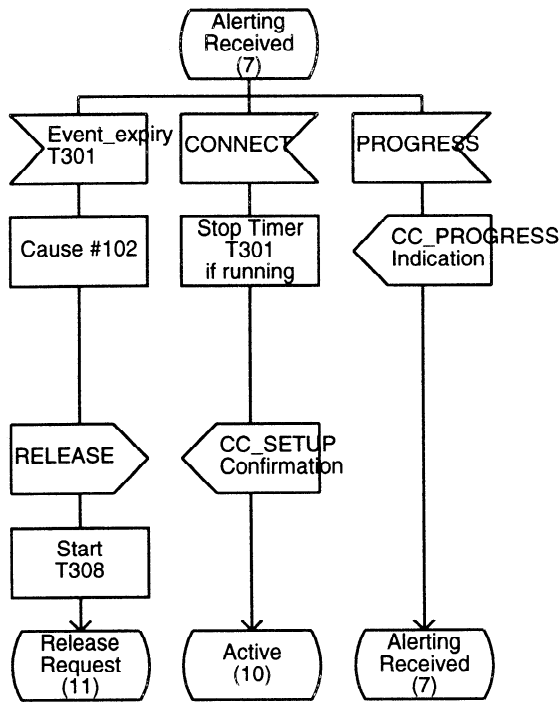 Alerting
Received
(7)
Event_expiry
T301
CONNECT
PROGRESS
Cause #102
Stop Timer
T301
if running
CC_PROGRESS
Indication
RELEASE
CC_SETUP
Confirmation
Start
T308
Release
Request
(11)
Active
(10)
Alerting
Received
(7)